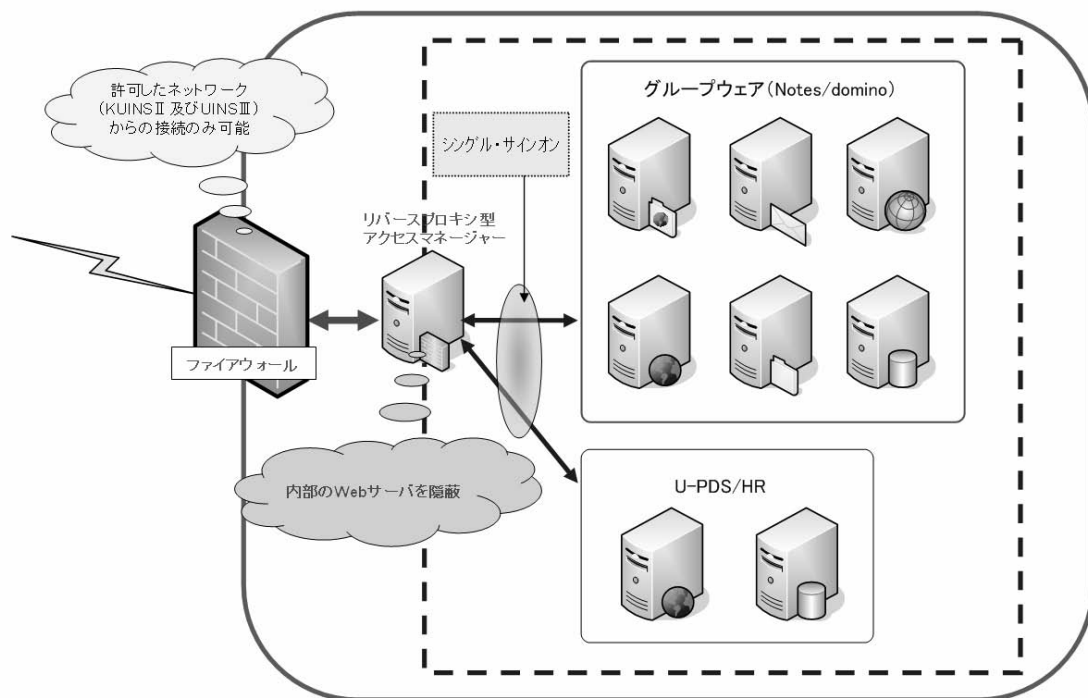 許可したネットワーク
（KUINSⅡ 及びUINSⅢ）
からの接続のみ可能
シングル・サインオン
グループウェア（Notes/domino）
リバースプロキシ型
アクセスマネージャー
ファイアウォール
内部のWebサーバを隠蔽
U-PDS/HR